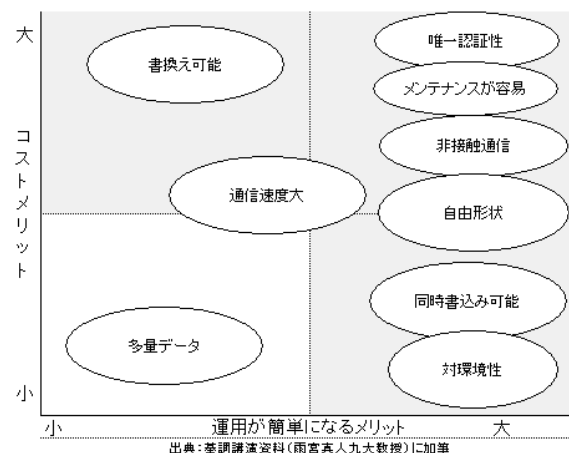 大
コストメリット
小
書換え可能
唯一認証性
メンテナンスが容易
非接触通信
通信速度大
自由形状
同時書込み可能
多量データ
対環境性
小
運用が簡単になるメリット
大
出典:基調講演資料(雨宮真人九大教授)に加筆